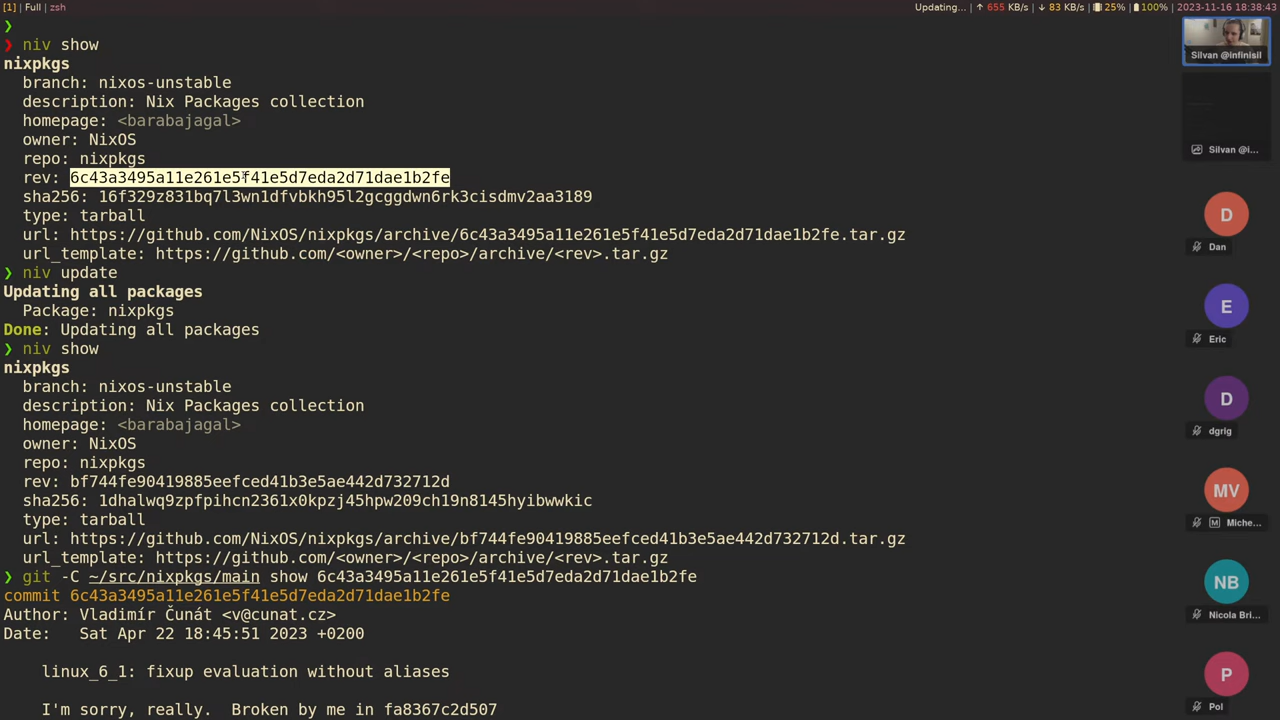 [1] | Full | zsh
Updating... | ↑ 655 KB/s | ↓ 83 KB/s | 25% | 100% | 2023-11-16 18:38:43
❯
❯ niv show
nixpkgs
  branch: nixos-unstable
  description: Nix Packages collection
  homepage: <barabajagal>
  owner: NixOS
  repo: nixpkgs
  rev: 6c43a3495a11e261e5f41e5d7eda2d71dae1b2fe
  sha256: 16f329z831bq7l3wn1dfvbkh95l2gcggdwn6rk3cisdmv2aa3189
  type: tarball
  url: https://github.com/NixOS/nixpkgs/archive/6c43a3495a11e261e5f41e5d7eda2d71dae1b2fe.tar.gz
  url_template: https://github.com/<owner>/<repo>/archive/<rev>.tar.gz
❯ niv update
Updating all packages
  Package: nixpkgs
Done: Updating all packages
❯ niv show
nixpkgs
  branch: nixos-unstable
  description: Nix Packages collection
  homepage: <barabajagal>
  owner: NixOS
  repo: nixpkgs
  rev: bf744fe90419885eefced41b3e5ae442d732712d
  sha256: 1dhalwq9zpfpihcn2361x0kpzj45hpw209ch19n8145hyibwwkic
  type: tarball
  url: https://github.com/NixOS/nixpkgs/archive/bf744fe90419885eefced41b3e5ae442d732712d.tar.gz
  url_template: https://github.com/<owner>/<repo>/archive/<rev>.tar.gz
❯ git -C ~/src/nixpkgs/main show 6c43a3495a11e261e5f41e5d7eda2d71dae1b2fe
commit 6c43a3495a11e261e5f41e5d7eda2d71dae1b2fe
Author: Vladimír Čunát <v@cunat.cz>
Date:   Sat Apr 22 18:45:51 2023 +0200
    linux_6_1: fixup evaluation without aliases
    I'm sorry, really.  Broken by me in fa8367c2d507
Silvan @infinisil
Silvan @i...
D
Dan
E
Eric
D
dgrig
MV
M Miche...
NB
Nicola Bri...
P
Pol